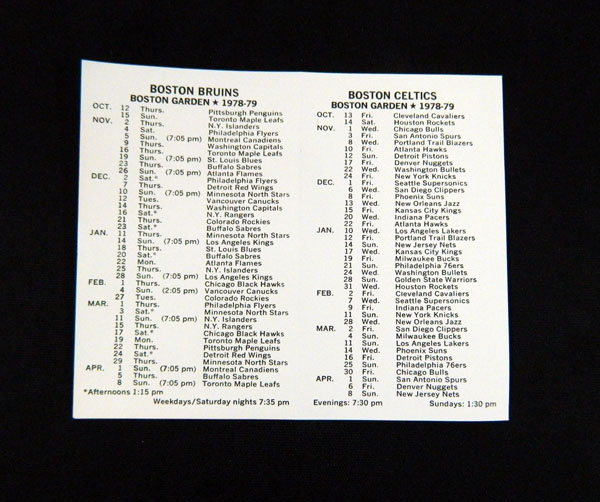 BOSTON BRUINS
BOSTON GARDEN ★ 1978-79
OCT. 12 Thurs. Pittsburgh Penguins
15 Sun. Toronto Maple Leafs
NOV. 2 Thurs. N.Y. Islanders
4 Sat. Philadelphia Flyers
5 Sun. (7:05 pm) Montreal Canadiens
9 Thurs. Washington Capitals
16 Thurs. Toronto Maple Leafs
19 Sun. (7:05 pm) St. Louis Blues
23 Thurs. Buffalo Sabres
26 Sun. (7:05 pm) Atlanta Flames
DEC. 2 Sat.* Philadelphia Flyers
7 Thurs. Detroit Red Wings
10 Sun. (7:05 pm) Minnesota North Stars
12 Tues. Vancouver Canucks
14 Thurs. Washington Capitals
16 Sat.* N.Y. Rangers
21 Thurs. Colorado Rockies
23 Sat.* Buffalo Sabres
JAN. 11 Thurs. Minnesota North Stars
14 Sun. (7:05 pm) Los Angeles Kings
18 Thurs. St. Louis Blues
20 Sat.* Buffalo Sabres
22 Mon. Atlanta Flames
25 Thurs. N.Y. Islanders
28 Sun. (7:05 pm) Los Angeles Kings
FEB. 1 Thurs. Chicago Black Hawks
4 Sun. (2:05 pm) Vancouver Canucks
27 Tues. Colorado Rockies
MAR. 1 Thurs. Philadelphia Flyers
3 Sat.* Minnesota North Stars
11 Sun. (7:05 pm) N.Y. Islanders
15 Thurs. N.Y. Rangers
17 Sat.* Chicago Black Hawks
19 Mon. Toronto Maple Leafs
22 Thurs. Pittsburgh Penguins
24 Sat.* Detroit Red Wings
29 Thurs. Minnesota North Stars
APR. 1 Sun. (7:05 pm) Montreal Canadiens
5 Thurs. Buffalo Sabres
8 Sun. (7:05 pm) Toronto Maple Leafs
*Afternoons 1:15 pm
Weekdays/Saturday nights 7:35 pm
BOSTON CELTICS
BOSTON GARDEN ★ 1978-79
OCT. 13 Fri. Cleveland Cavaliers
14 Sat. Houston Rockets
NOV. 1 Wed. Chicago Bulls
3 Fri. San Antonio Spurs
8 Wed. Portland Trail Blazers
10 Fri. Atlanta Hawks
12 Sun. Detroit Pistons
17 Fri. Denver Nuggets
22 Wed. Washington Bullets
24 Fri. New York Knicks
DEC. 1 Fri. Seattle Supersonics
6 Wed. San Diego Clippers
8 Fri. Phoenix Suns
13 Wed. New Orleans Jazz
15 Fri. Kansas City Kings
20 Wed. Indiana Pacers
22 Fri. Atlanta Hawks
JAN. 10 Wed. Los Angeles Lakers
12 Fri. Portland Trail Blazers
14 Sun. New Jersey Nets
17 Wed. Kansas City Kings
19 Fri. Milwaukee Bucks
21 Sun. Philadelphia 76ers
24 Wed. Washington Bullets
28 Sun. Golden State Warriors
31 Wed. Houston Rockets
FEB. 2 Fri. Cleveland Cavaliers
7 Wed. Seattle Supersonics
9 Fri. Indiana Pacers
11 Sun. New York Knicks
28 Wed. New Orleans Jazz
MAR. 2 Fri. San Diego Clippers
4 Sun. Milwaukee Bucks
11 Sun. Los Angeles Lakers
14 Wed. Phoenix Suns
16 Fri. Detroit Pistons
25 Sun. Philadelphia 76ers
30 Fri. Chicago Bulls
APR. 1 Sun. San Antonio Spurs
6 Fri. Denver Nuggets
8 Sun. New Jersey Nets
Evenings: 7:30 pm Sundays: 1:30 pm